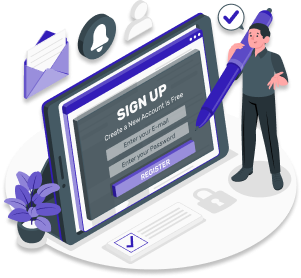 SIGN UP
Create a New Account is Free
Enter your E-mail
Enter your Password
REGISTER